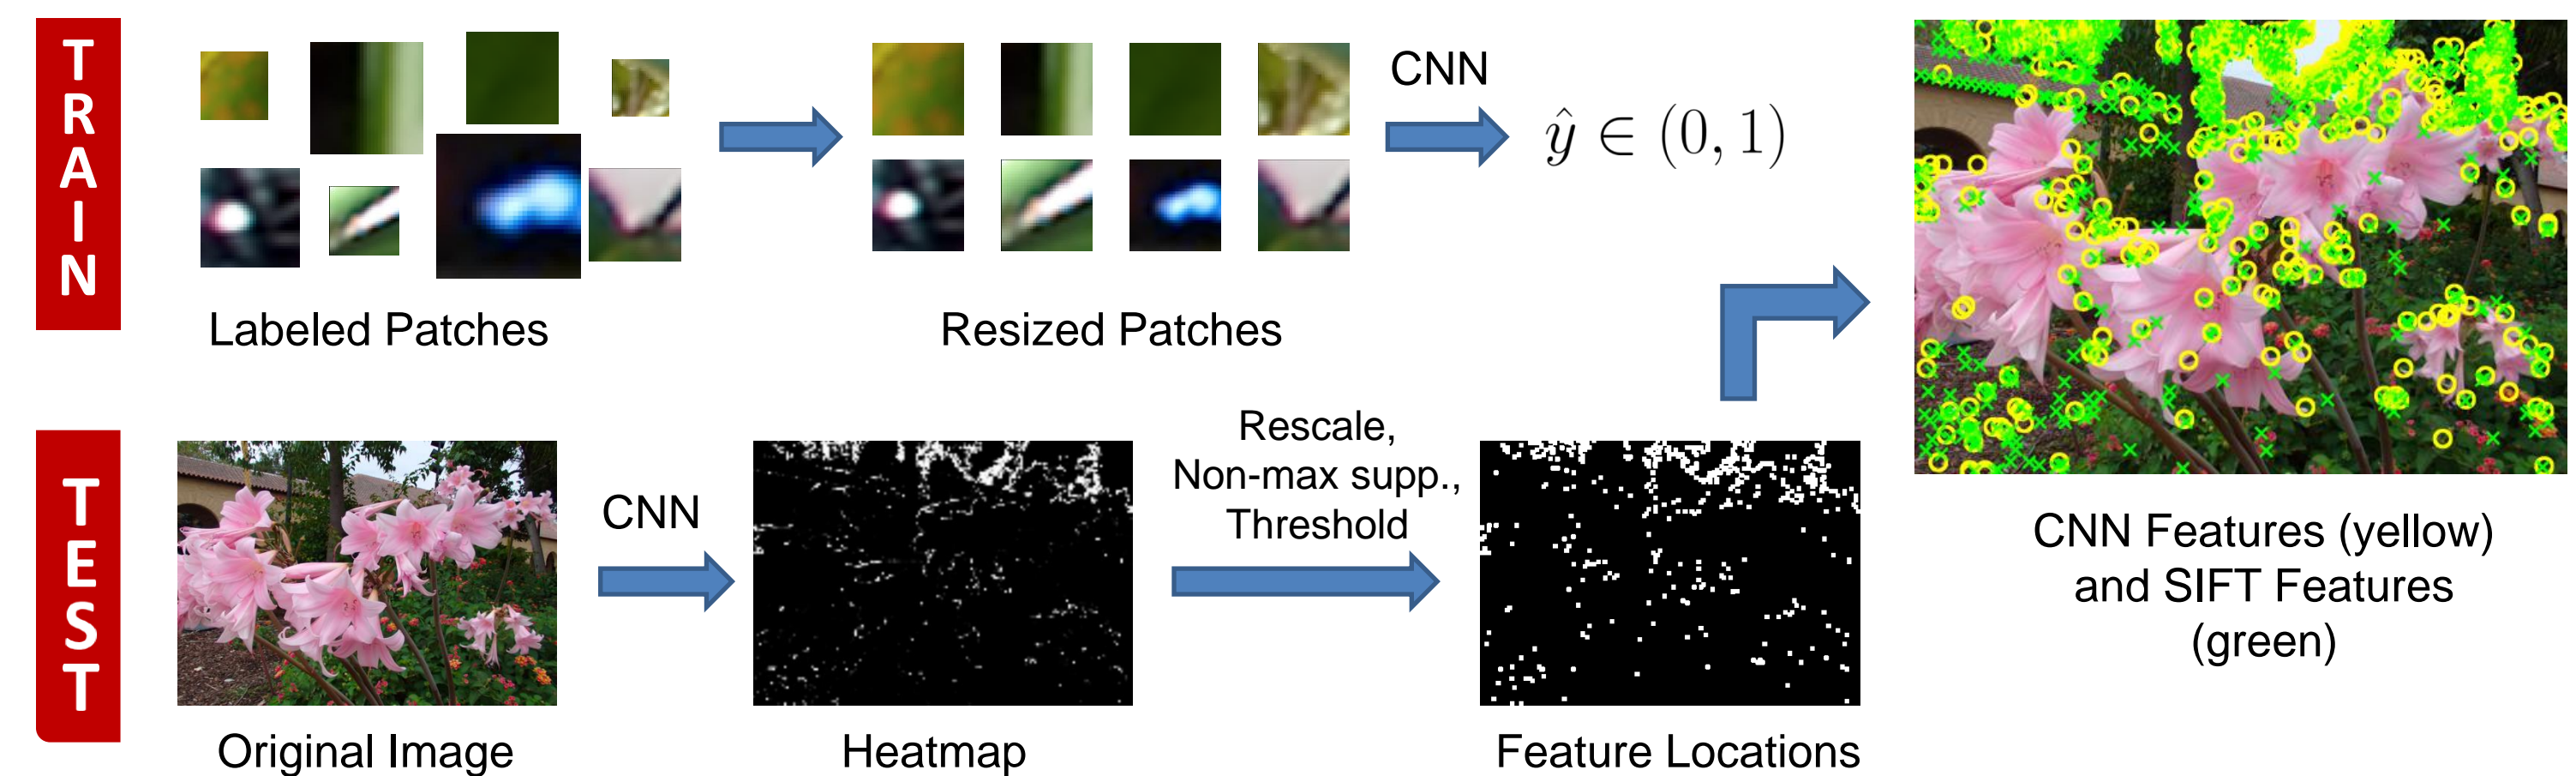 TRAIN
Labeled Patches
Resized Patches
CNN
ŷ ∈ (0, 1)
TEST
Original Image
CNN
Heatmap
Rescale,
Non-max supp.,
Threshold
Feature Locations
CNN Features (yellow)
and SIFT Features
(green)